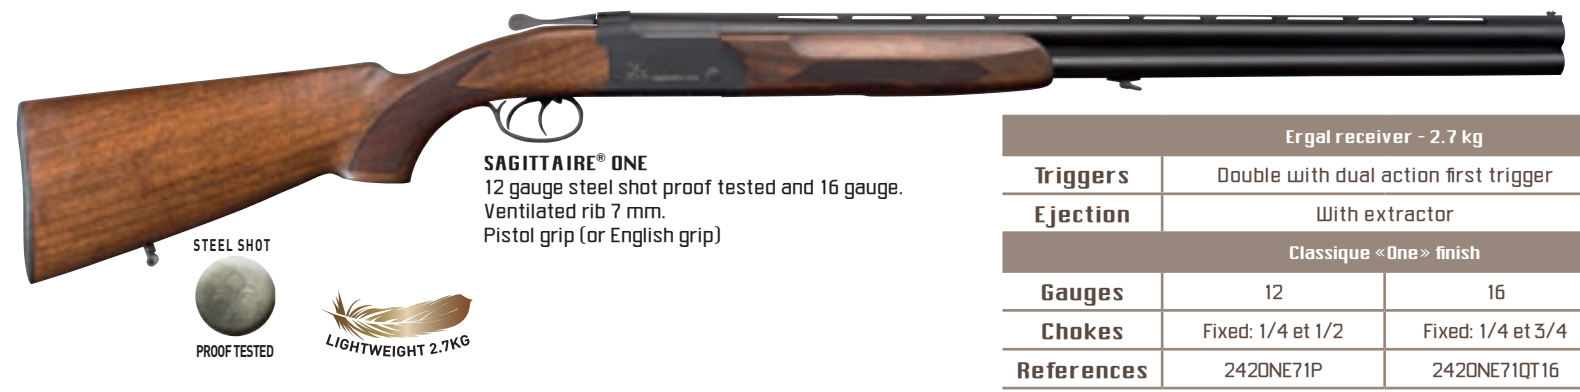 SAGITTAIRE® ONE
12 gauge steel shot proof tested and 16 gauge.
Ventilated rib 7 mm.
Pistol grip (or English grip)
STEEL SHOT
PROOF TESTED
LIGHTWEIGHT 2.7KG
Ergal receiver - 2.7 kg
Triggers Double with dual action first trigger
Ejection With extractor
Classique «One» finish
Gauges 12 16
Chokes Fixed: 1/4 et 1/2 Fixed: 1/4 et 3/4
References 242ONE71P 242ONE71QT16